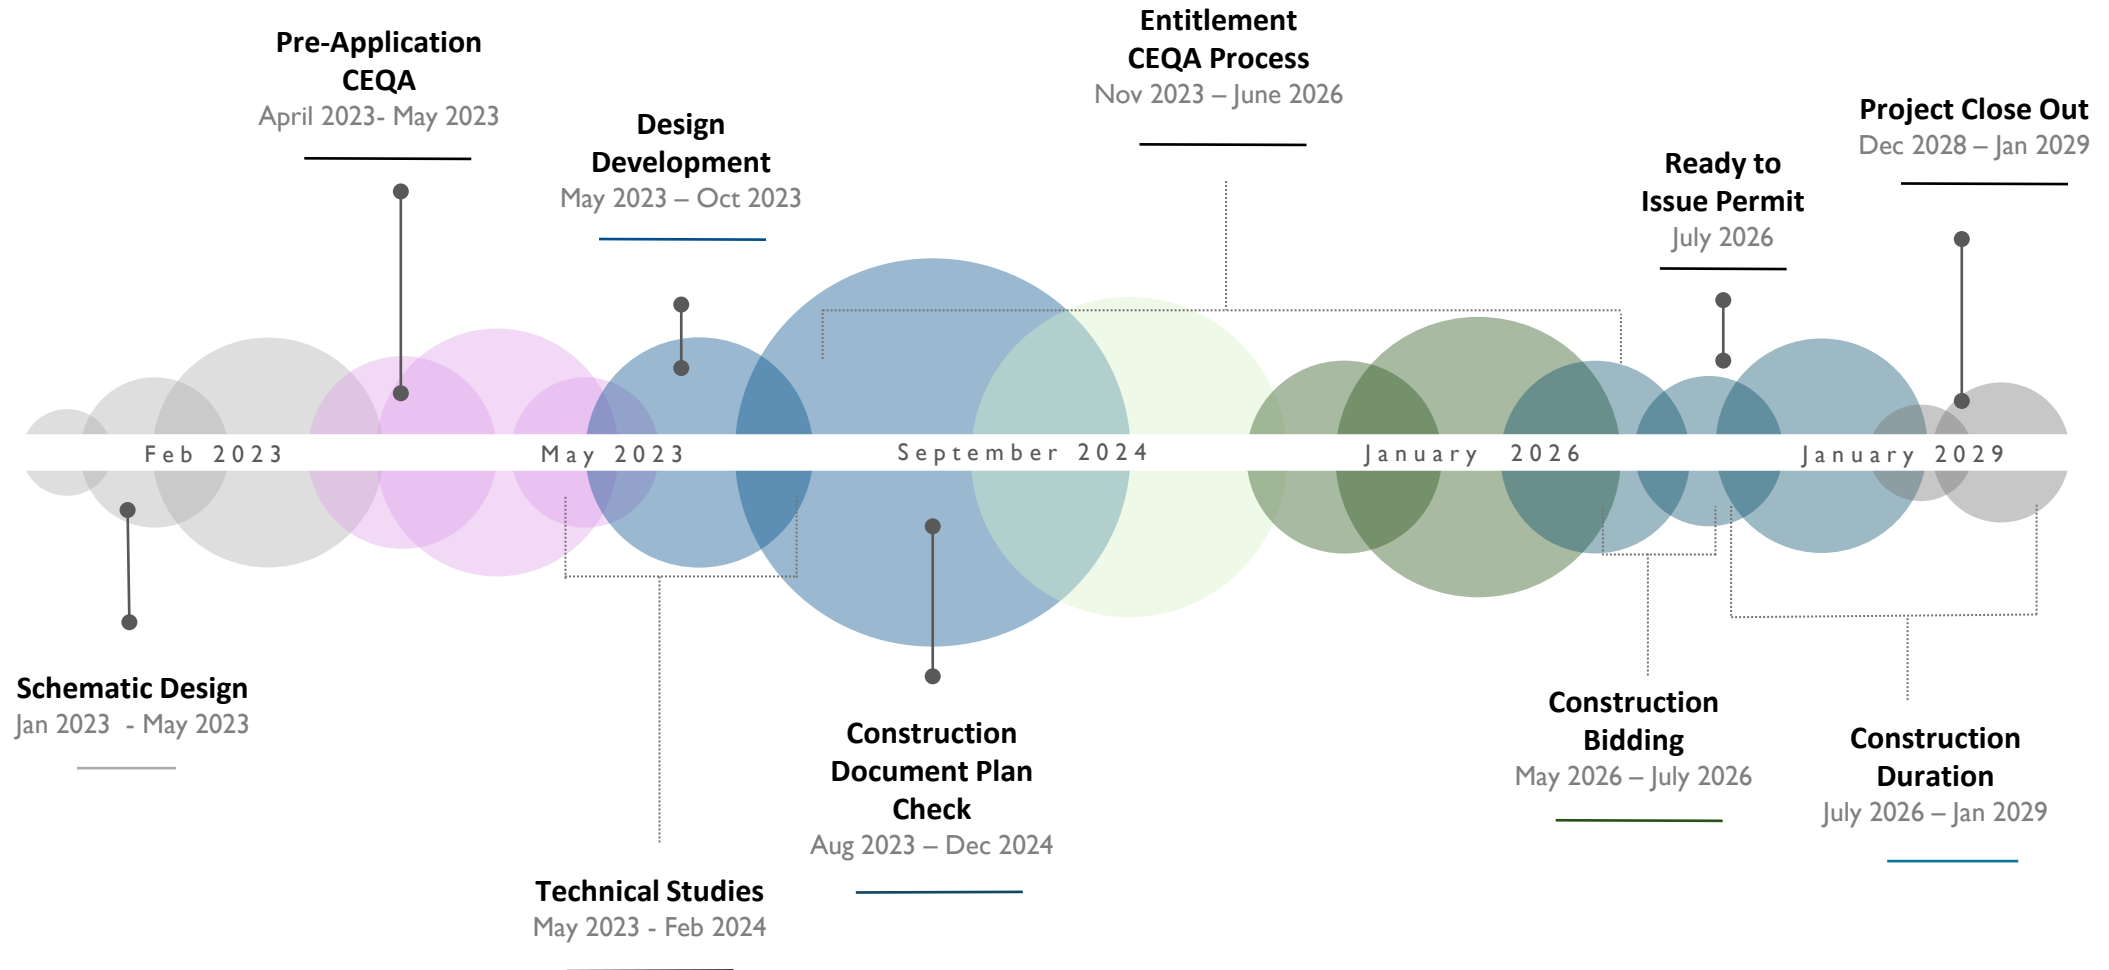 Pre-Application
CEQA
April 2023- May 2023
Design
Development
May 2023 – Oct 2023
Entitlement
CEQA Process
Nov 2023 – June 2026
Ready to
Issue Permit
July 2026
Project Close Out
Dec 2028 – Jan 2029
Feb 2023
May 2023
September 2024
January 2026
January 2029
Schematic Design
Jan 2023  - May 2023
Technical Studies
May 2023 - Feb 2024
Construction
Document Plan
Check
Aug 2023 – Dec 2024
Construction
Bidding
May 2026 – July 2026
Construction
Duration
July 2026 – Jan 2029